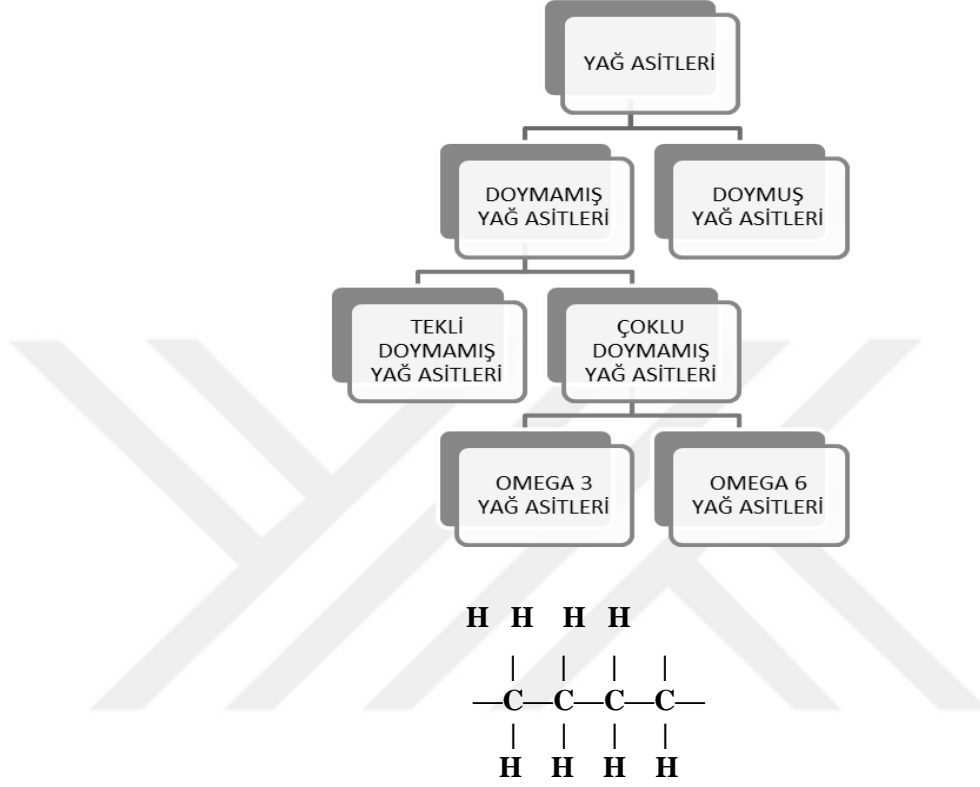 YAĞ ASİTLERİ
DOYMAMIŞ
YAĞ ASİTLERİ
DOYMUŞ
YAĞ ASİTLERİ
TEKLİ
DOYMAMIŞ
YAĞ ASİTLERİ
ÇOKLU
DOYMAMIŞ
YAĞ ASİTLERİ
OMEGA 3
YAĞ ASİTLERİ
OMEGA 6
YAĞ ASİTLERİ
H H H H
| | | |
—C—C—C—C—
| | | |
H H H H